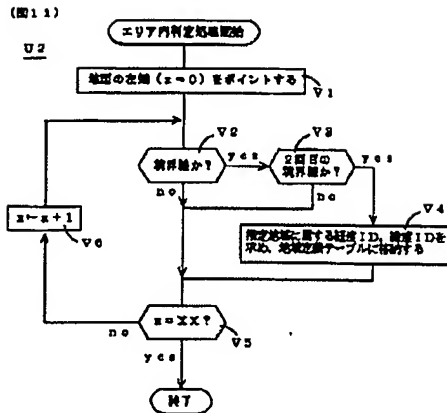 (図11)
U2
エリア内判定処理開始
地図の左端(x=0)をポイントする
V1
V2
境界線か?
yes
no
V3
2回目の
境界線か?
yes
no
x←x+1
V6
V4
指定地域に属する経度ID、緯度IDを
求め、地域定義テーブルに格納する
x=XX?
V5
no
yes
終了